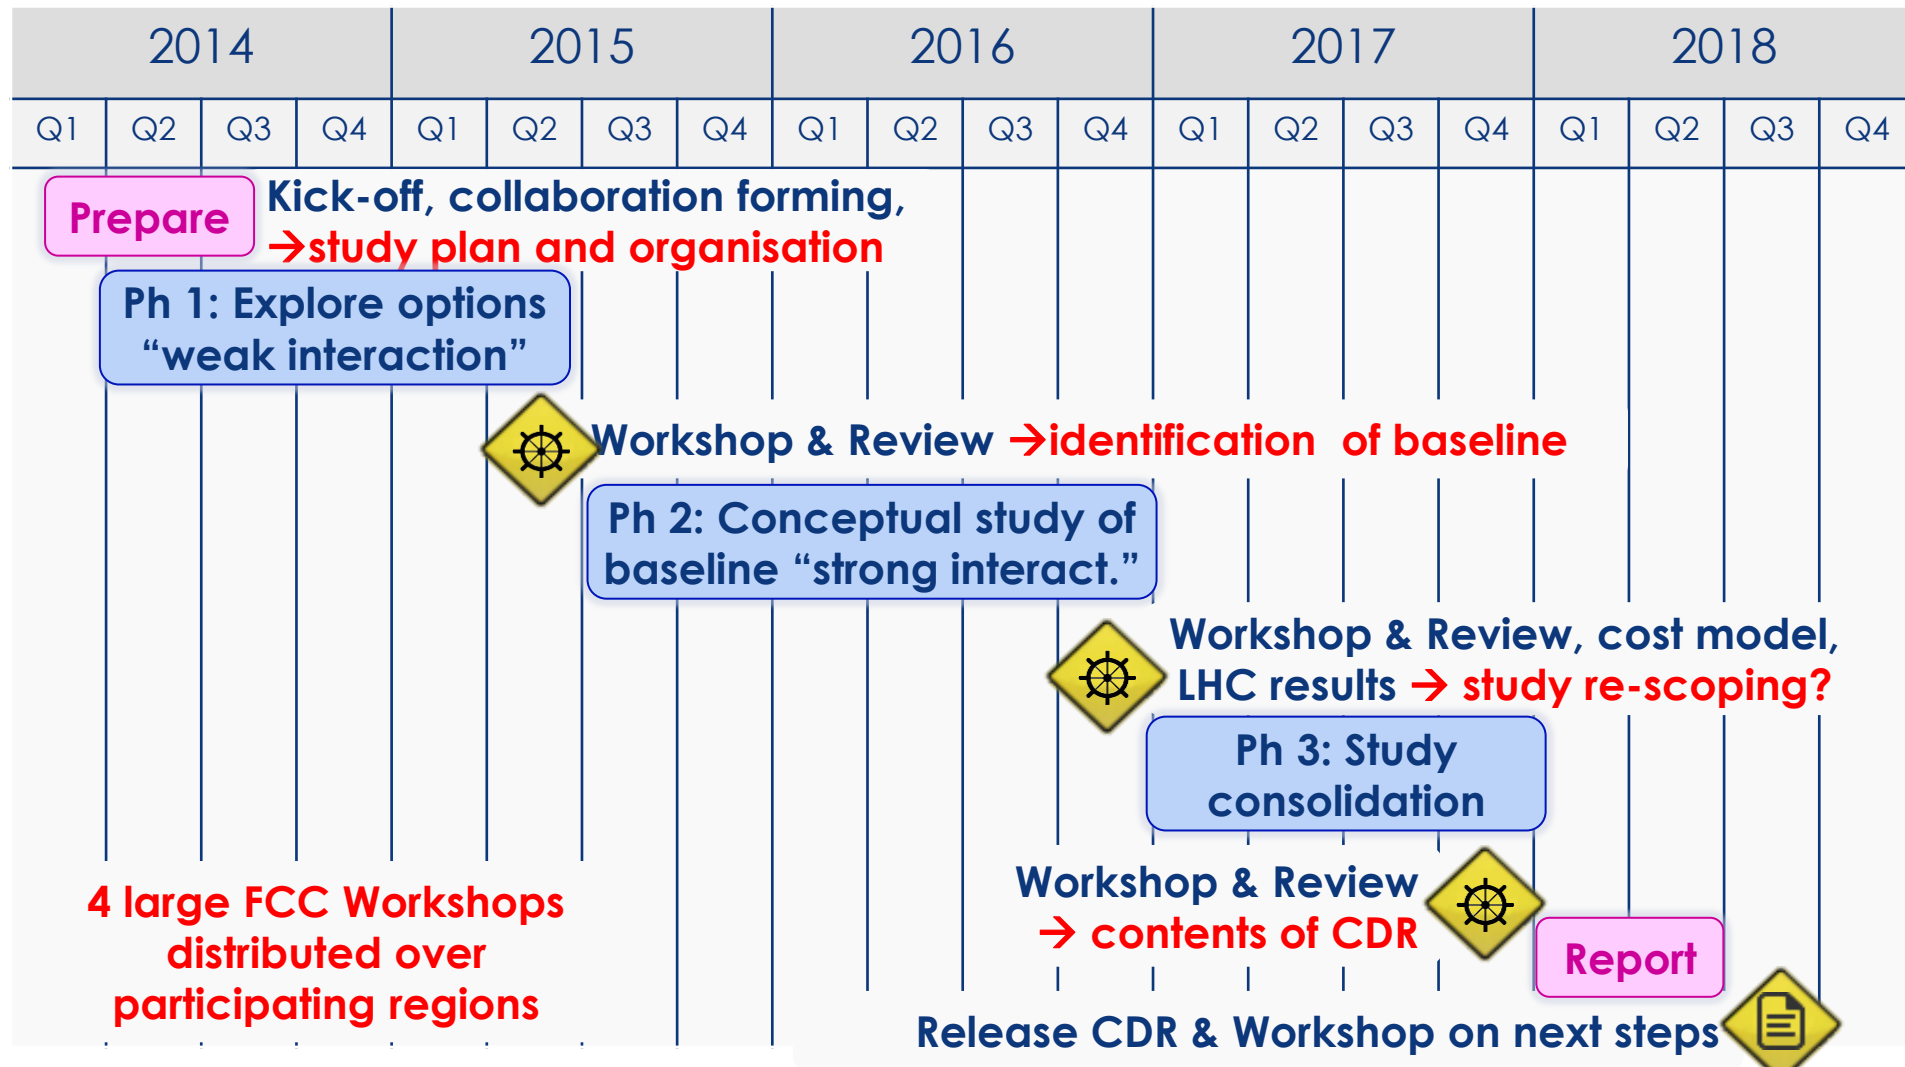 2014 2015 2016 2017 2018
Q1 Q2 Q3 Q4 Q1 Q2 Q3 Q4 Q1 Q2 Q3 Q4 Q1 Q2 Q3 Q4 Q1 Q2 Q3 Q4
Prepare
Kick-off, collaboration forming,
→study plan and organisation
Ph 1: Explore options
“weak interaction”
Workshop & Review →identification of baseline
Ph 2: Conceptual study of
baseline “strong interact.”
Workshop & Review, cost model,
LHC results → study re-scoping?
Ph 3: Study
consolidation
Workshop & Review
→ contents of CDR
4 large FCC Workshops
distributed over
participating regions
Report
Release CDR & Workshop on next steps